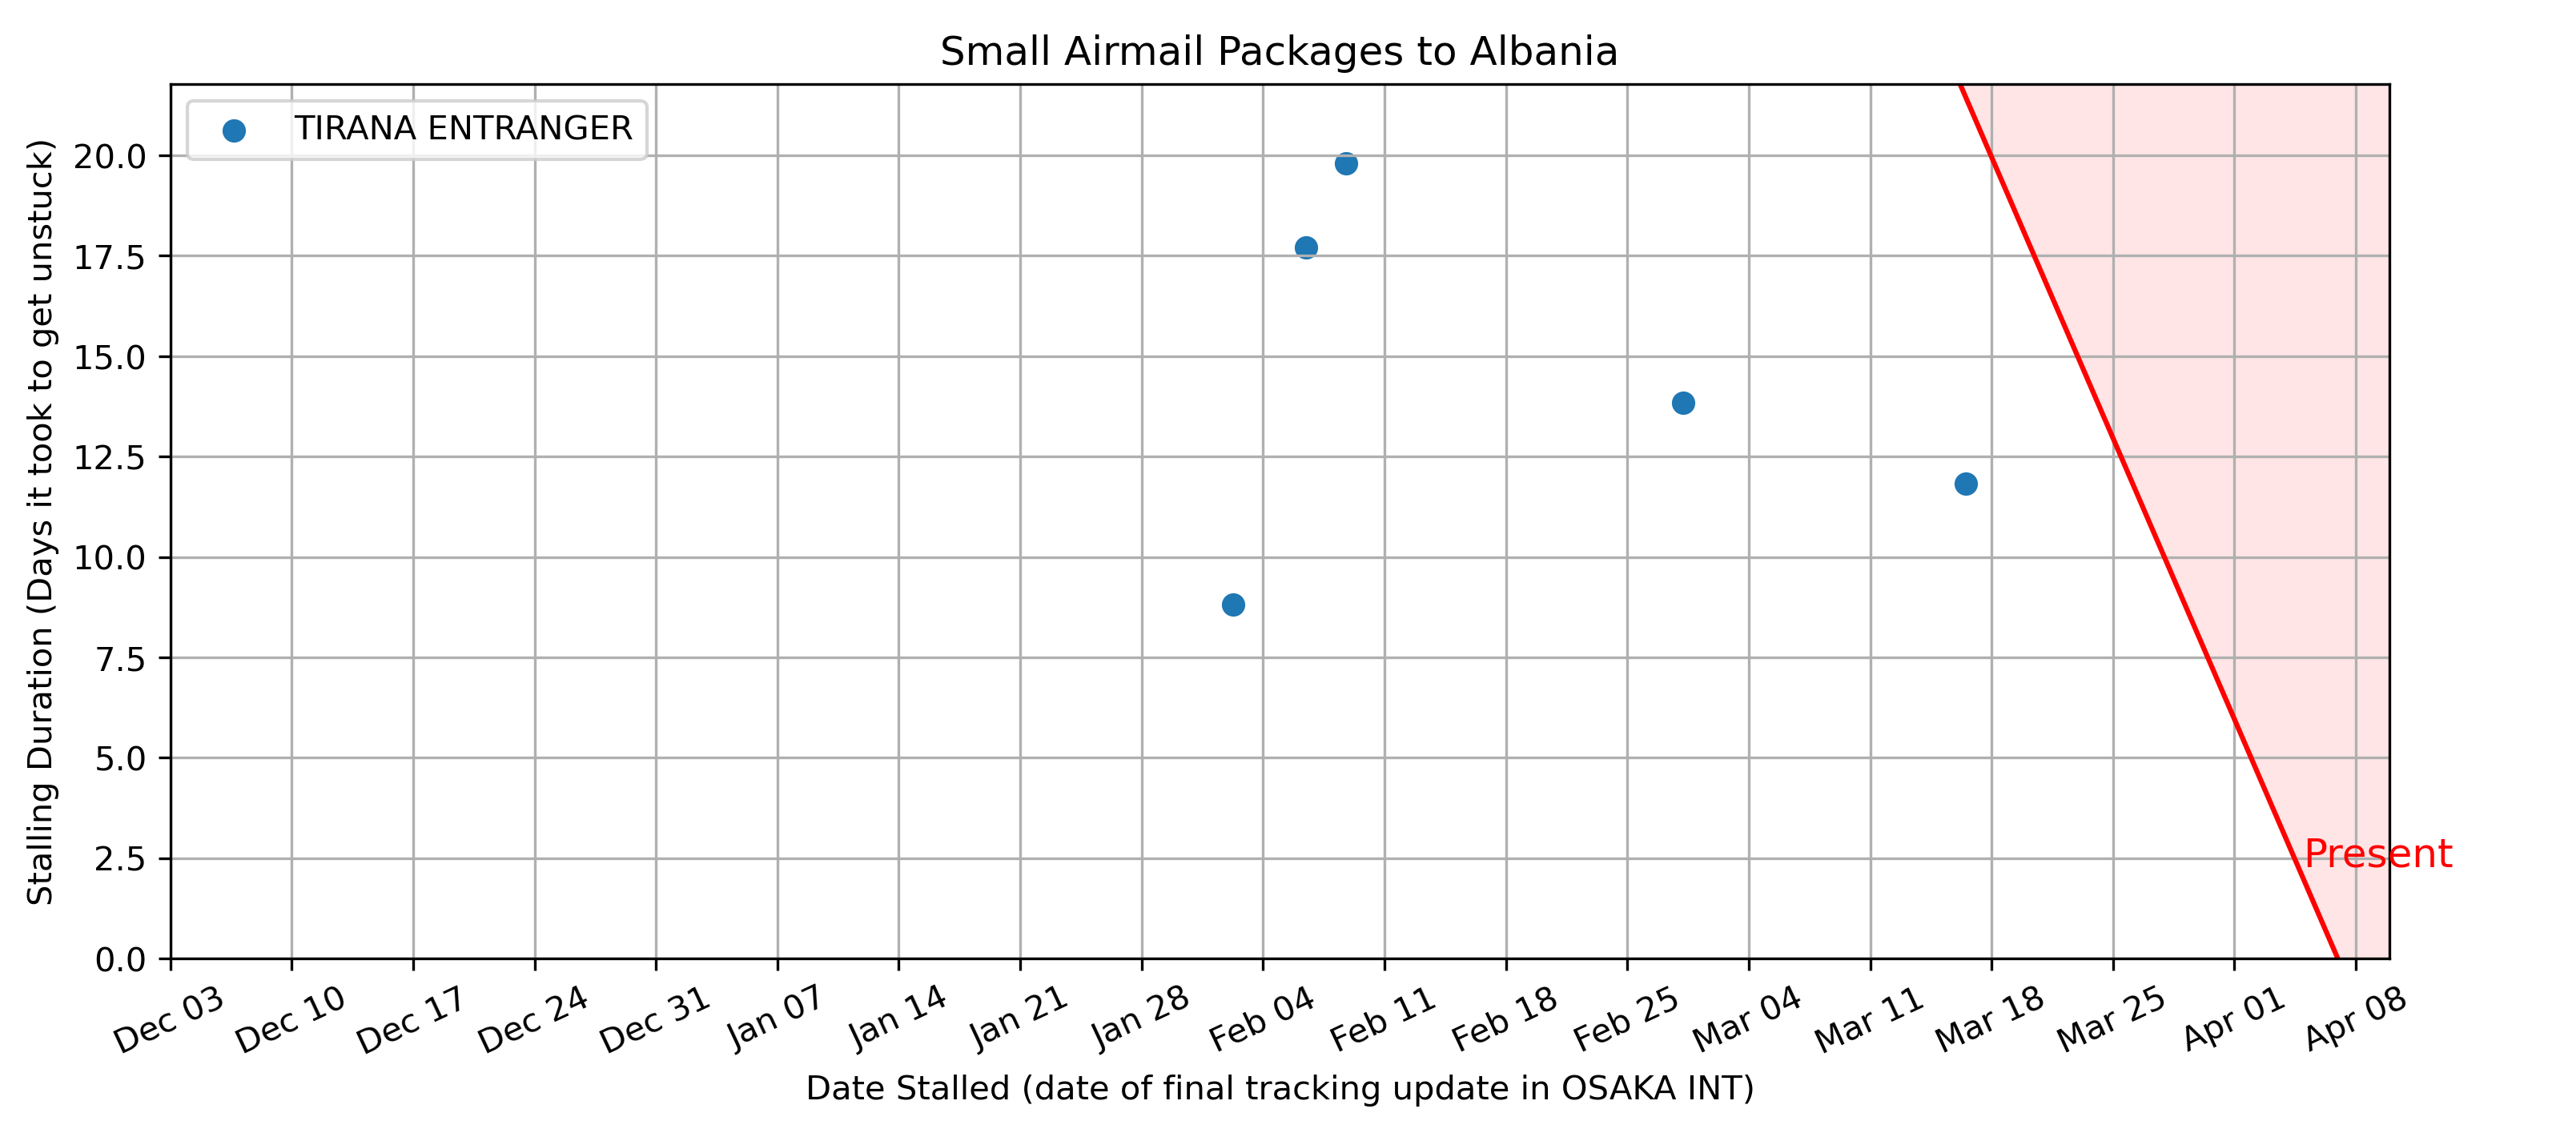 Small Airmail Packages to Albania
TIRANA ENTRANGER
Stalling Duration (Days it took to get unstuck)
20.0
17.5
15.0
12.5
10.0
7.5
5.0
2.5
0.0
Present
Dec 03
Dec 10
Dec 17
Dec 24
Dec 31
Jan 07
Jan 14
Jan 21
Jan 28
Feb 04
Feb 11
Feb 18
Feb 25
Mar 04
Mar 11
Mar 18
Mar 25
Apr 01
Apr 08
Date Stalled (date of final tracking update in OSAKA INT)